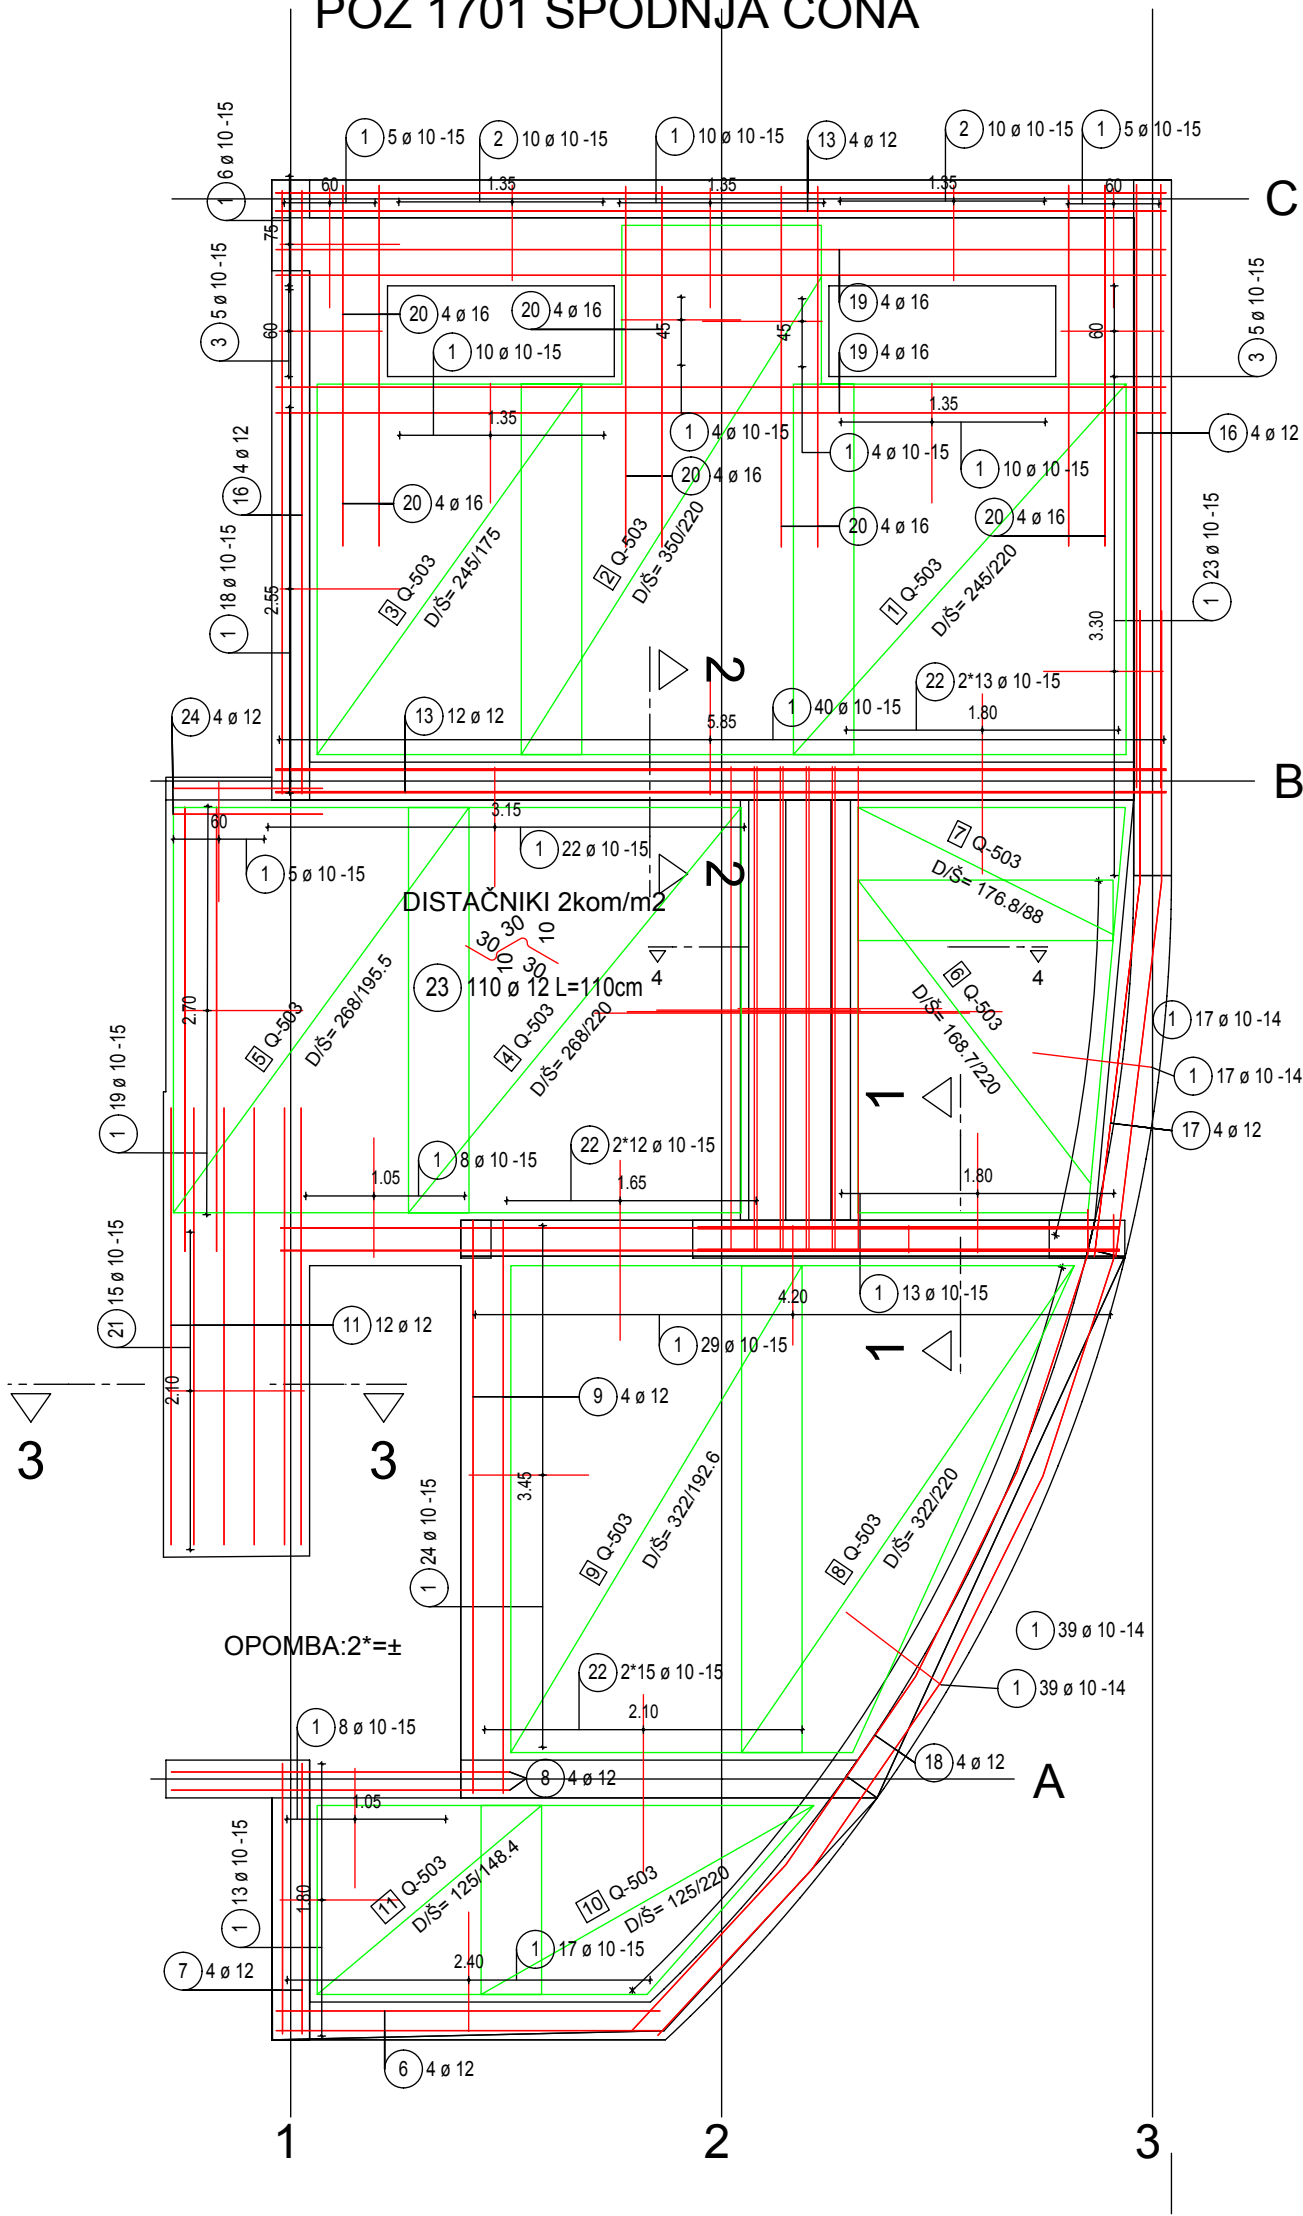 POZ 1701 SPODNJA CONA
1 6 ø 10 -15
1 5 ø 10 -15
2 10 ø 10 -15
1 10 ø 10 -15
13 4 ø 12
2 10 ø 10 -15
1 5 ø 10 -15
60
1.35
1.35
1.35
60
C
75
3 5 ø 10 -15
60
20 4 ø 16
20 4 ø 16
45
45
19 4 ø 16
60
3 5 ø 10 -15
1 10 ø 10 -15
19 4 ø 16
1.35
1.35
1 4 ø 10 -15
1 4 ø 10 -15
1 10 ø 10 -15
16 4 ø 12
16 4 ø 12
20 4 ø 16
20 4 ø 16
20 4 ø 16
20 4 ø 16
1 18 ø 10 -15
2.55
3 Q-503
D/Š= 245/175
2 Q-503
D/Š= 350/220
1 Q-503
D/Š= 245/220
3.30
1 23 ø 10 -15
2
22 2*13 ø 10 -15
24 4 ø 12
13 12 ø 12
1 40 ø 10 -15
5.85
1.80
B
60
3.15
1 5 ø 10 -15
1 22 ø 10 -15
2
7 Q-503
D/Š= 176.8/88
DISTAČNIKI 2kom/m2
30
30
10
10
30
23 110 ø 12 L=110cm
4
4
2.70
5 Q-503
D/Š= 268/195.5
4 Q-503
D/Š= 268/220
6 Q-503
D/Š= 168.7/220
1 17 ø 10 -14
1 17 ø 10 -14
1 19 ø 10 -15
1
17 4 ø 12
22 2*12 ø 10 -15
1 8 ø 10 -15
1.05
1.65
1.80
21 15 ø 10 -15
11 12 ø 12
4.20
1 13 ø 10 -15
1 29 ø 10 -15
1
2.10
9 4 ø 12
3
3
3.45
1 24 ø 10 -15
9 Q-503
D/Š= 322/192.6
8 Q-503
D/Š= 322/220
OPOMBA:2*=±
1 39 ø 10 -14
22 2*15 ø 10 -15
1 39 ø 10 -14
2.10
1 8 ø 10 -15
18 4 ø 12
8 4 ø 12
A
1.05
1 13 ø 10 -15
1.80
11 Q-503
D/Š= 125/148.4
10 Q-503
D/Š= 125/220
1 17 ø 10 -15
7 4 ø 12
2.40
6 4 ø 12
1
2
3